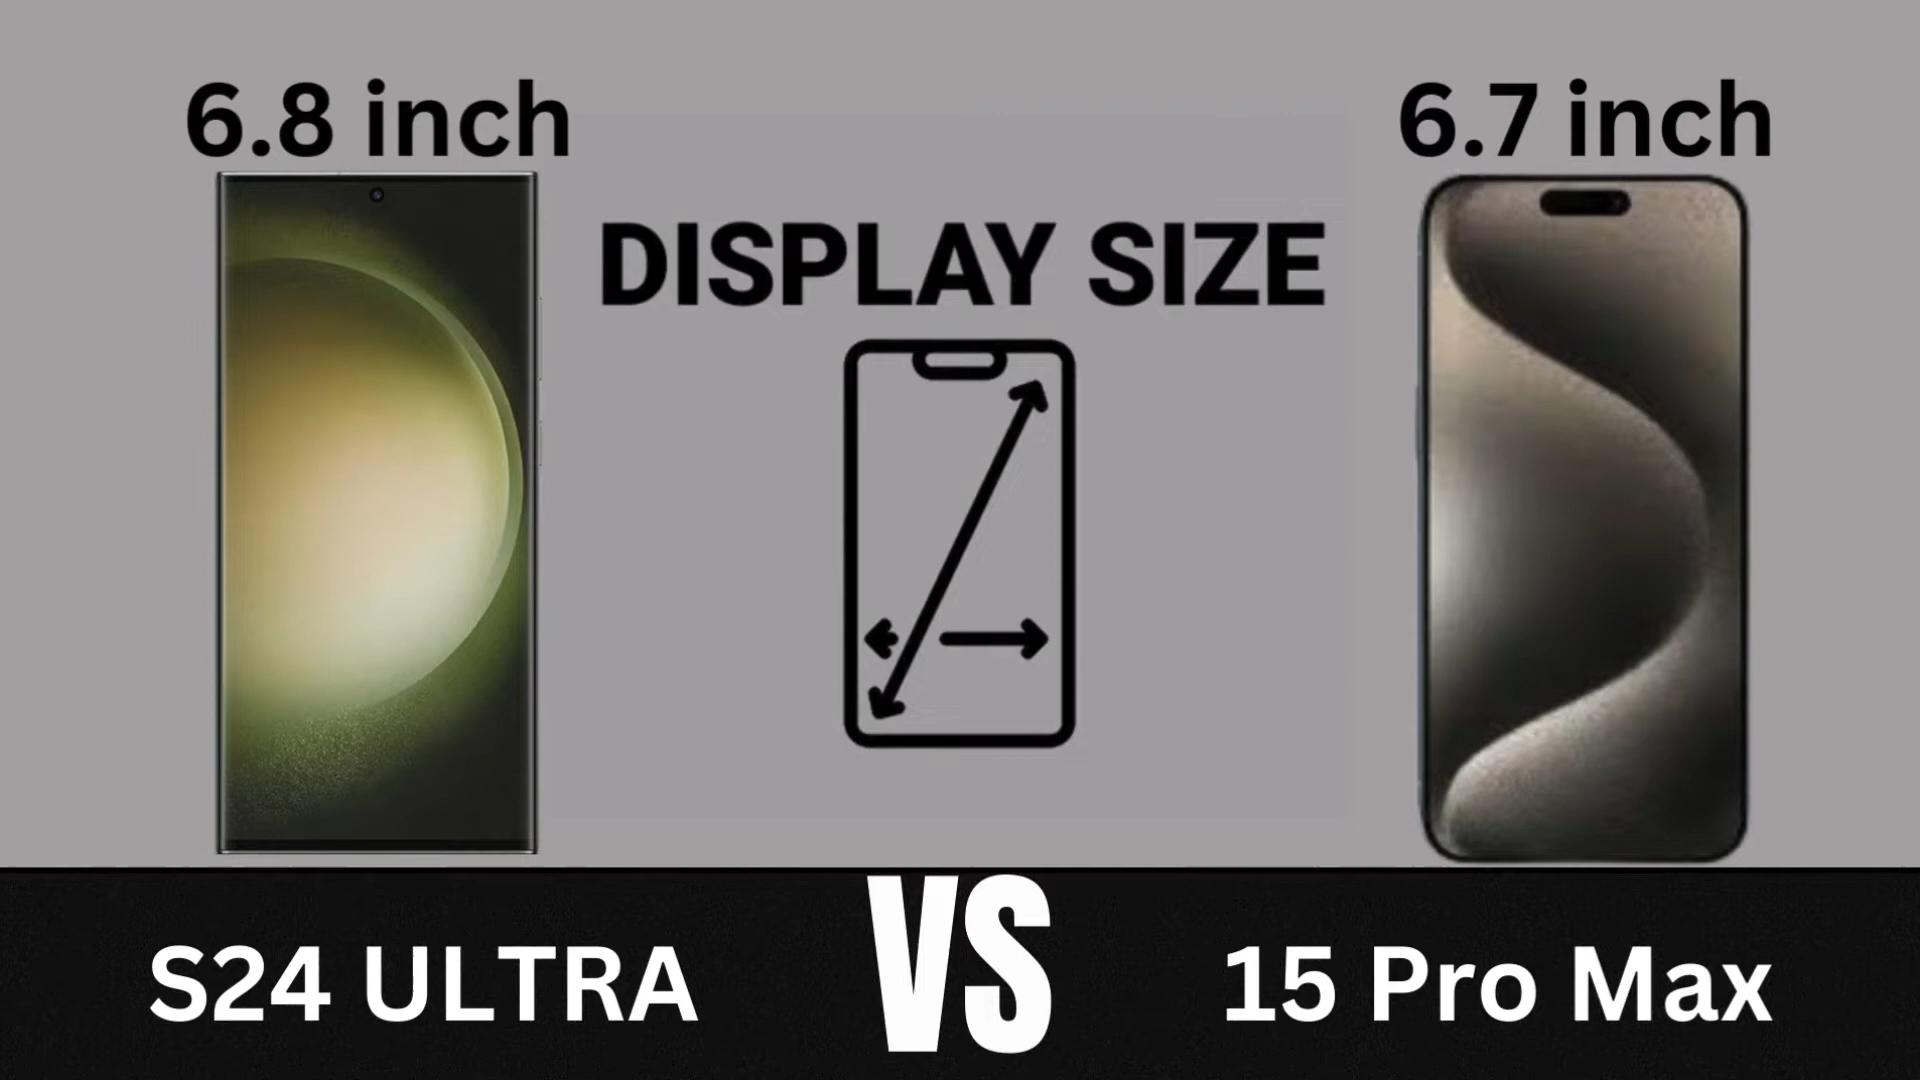 6.8 inch
6.7 inch
DISPLAY SIZE
S24 ULTRA
VS
15 Pro Max